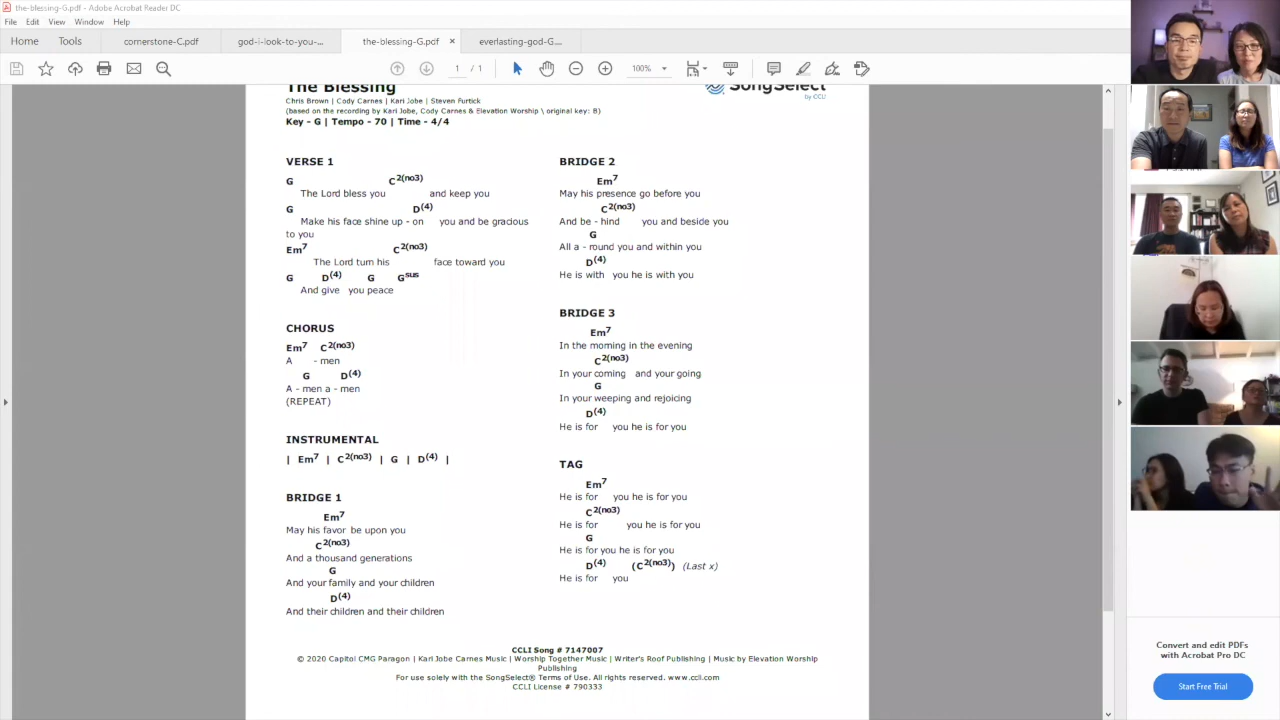 the-blessing-G.pdf - Adobe Acrobat Reader DC
File Edit View Window Help
Home Tools cornerstone-C.pdf god-i-look-to-you-... the-blessing-G.pdf × everlasting-god-G....
1 / 1 100%
The Blessing
SongSelect
by CCLI
Chris Brown | Cody Carnes | Kari Jobe | Steven Furtick
(based on the recording by Kari Jobe, Cody Carnes & Elevation Worship \ original key: B)
Key - G | Tempo - 70 | Time - 4/4
VERSE 1
G C2(no3)
The Lord bless you and keep you
G D(4)
Make his face shine up - on you and be gracious
to you
Em7 C2(no3)
The Lord turn his face toward you
G D(4) G Gsus
And give you peace
CHORUS
Em7 C2(no3)
A - men
G D(4)
A - men a - men
(REPEAT)
INSTRUMENTAL
| Em7 | C2(no3) | G | D(4) |
BRIDGE 1
Em7
May his favor be upon you
C2(no3)
And a thousand generations
G
And your family and your children
D(4)
And their children and their children
BRIDGE 2
Em7
May his presence go before you
C2(no3)
And be - hind you and beside you
G
All a - round you and within you
D(4)
He is with you he is with you
BRIDGE 3
Em7
In the morning in the evening
C2(no3)
In your coming and your going
G
In your weeping and rejoicing
D(4)
He is for you he is for you
TAG
Em7
He is for you he is for you
C2(no3)
He is for you he is for you
G
He is for you he is for you
D(4) (C2(no3)) (Last x)
He is for you
CCLI Song # 7147007
© 2020 Capitol CMG Paragon | Kari Jobe Carnes Music | Worship Together Music | Writer's Roof Publishing | Music by Elevation Worship
Publishing
For use solely with the SongSelect® Terms of Use. All rights reserved. www.ccli.com
CCLI License # 790333
Convert and edit PDFs
with Acrobat Pro DC
Start Free Trial